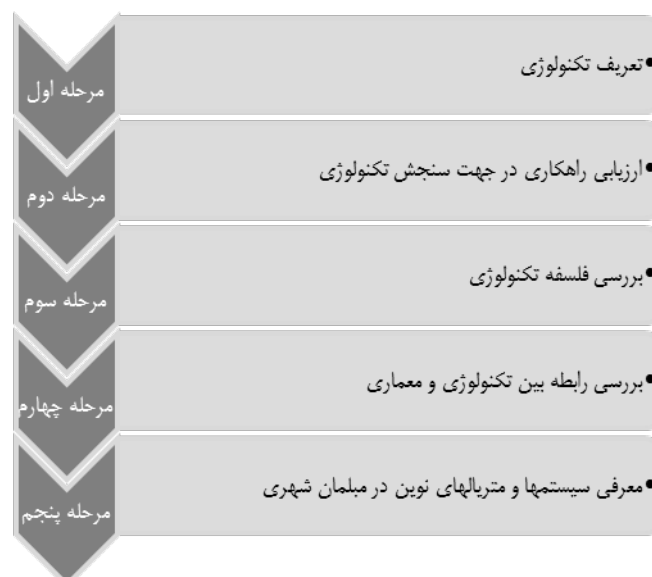 •تعریف تکنولوژی
مرحله اول
•ارزیابی راهکاری در جهت سنجش تکنولوژی
مرحله دوم
•بررسی فلسفه تکنولوژی
مرحله سوم
•بررسی رابطه بین تکنولوژی و معماری
مرحله چهارم
•معرفی سیستمها و متریالهای نوین در مبلمان شهری
مرحله پنجم